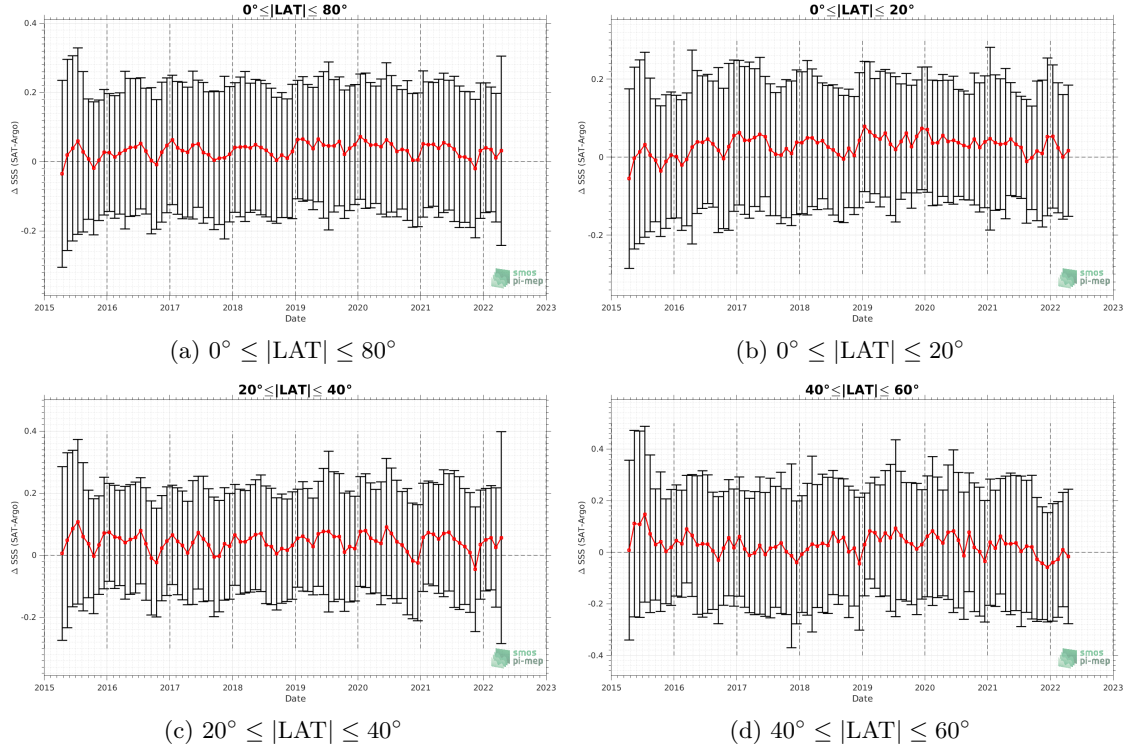 0°≤|LAT|≤ 80°
0.4
0.2
0
-0.2
Δ SSS (SAT-Argo)
smos
pi-mep
2015 2016 2017 2018 2019 2020 2021 2022 2023
Date
(a) 0° ≤ |LAT| ≤ 80°
0°≤|LAT|≤ 20°
0.2
0
-0.2
Δ SSS (SAT-Argo)
smos
pi-mep
2015 2016 2017 2018 2019 2020 2021 2022 2023
Date
(b) 0° ≤ |LAT| ≤ 20°
20°≤|LAT|≤ 40°
0.4
0.2
0
-0.2
Δ SSS (SAT-Argo)
smos
pi-mep
2015 2016 2017 2018 2019 2020 2021 2022 2023
Date
(c) 20° ≤ |LAT| ≤ 40°
40°≤|LAT|≤ 60°
0.4
0.2
0
-0.2
-0.4
Δ SSS (SAT-Argo)
smos
pi-mep
2015 2016 2017 2018 2019 2020 2021 2022 2023
Date
(d) 40° ≤ |LAT| ≤ 60°